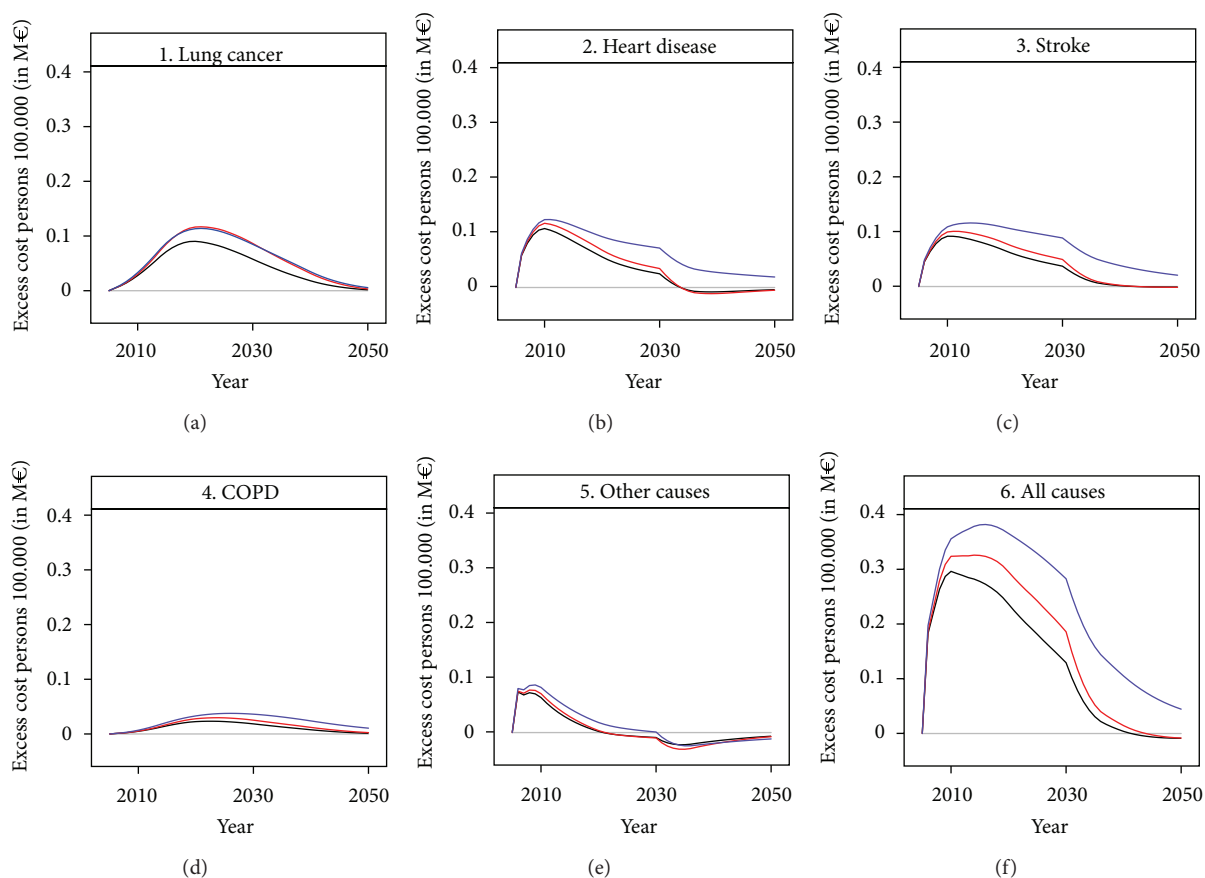 1. Lung cancer
Excess cost persons 100.000 (in M€)
0.4
0.3
0.2
0.1
0
2010 2030 2050
Year
(a)
2. Heart disease
Excess cost persons 100.000 (in M€)
0.4
0.3
0.2
0.1
0
2010 2030 2050
Year
(b)
3. Stroke
Excess cost persons 100.000 (in M€)
0.4
0.3
0.2
0.1
0
2010 2030 2050
Year
(c)
4. COPD
Excess cost persons 100.000 (in M€)
0.4
0.3
0.2
0.1
0
2010 2030 2050
Year
(d)
5. Other causes
Excess cost persons 100.000 (in M€)
0.4
0.3
0.2
0.1
0
2010 2030 2050
Year
(e)
6. All causes
Excess cost persons 100.000 (in M€)
0.4
0.3
0.2
0.1
0
2010 2030 2050
Year
(f)